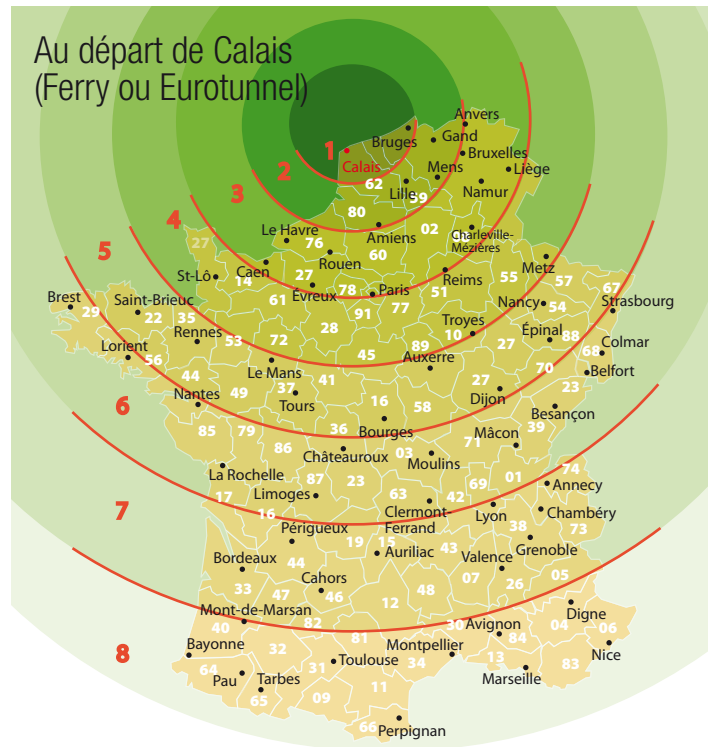 Au départ de Calais
(Ferry ou Eurotunnel)
Anvers
Bruges
Gand
1
Calais
Bruxelles
2
62
Lille
59
Mens
Liège
Namur
3
80
Amiens
02
Charleville-
Mézières
4
27
Le Havre
76
Rouen
60
5
St-Lô
14
Caen
27
Évreux
78
Paris
Reims
51
55
Metz
57
67
Brest
29
Saint-Brieuc
22
35
61
91
77
Nancy
54
Strasbourg
Rennes
53
72
28
Troyes
10
Épinal
88
Colmar
68
Lorient
56
Le Mans
45
89
Auxerre
27
70
Belfort
44
Nantes
49
37
Tours
41
16
58
27
Dijon
23
Besançon
6
36
Bourges
85
79
86
Châteauroux
03
Moulins
71
Mâcon
39
La Rochelle
17
87
Limoges
23
63
Clermont-
Ferrand
42
69
01
74
Annecy
7
16
Périgueux
19
15
Auriliac
43
Lyon
38
Chambéry
73
Grenoble
Bordeaux
44
Valence
33
47
Cahors
46
12
48
07
26
05
Mont-de-Marsan
40
82
81
30
Avignon
84
Digne
04
06
8
Bayonne
64
32
31
Toulouse
Montpellier
34
13
Marseille
83
Nice
Pau
Tarbes
65
09
11
66
Perpignan